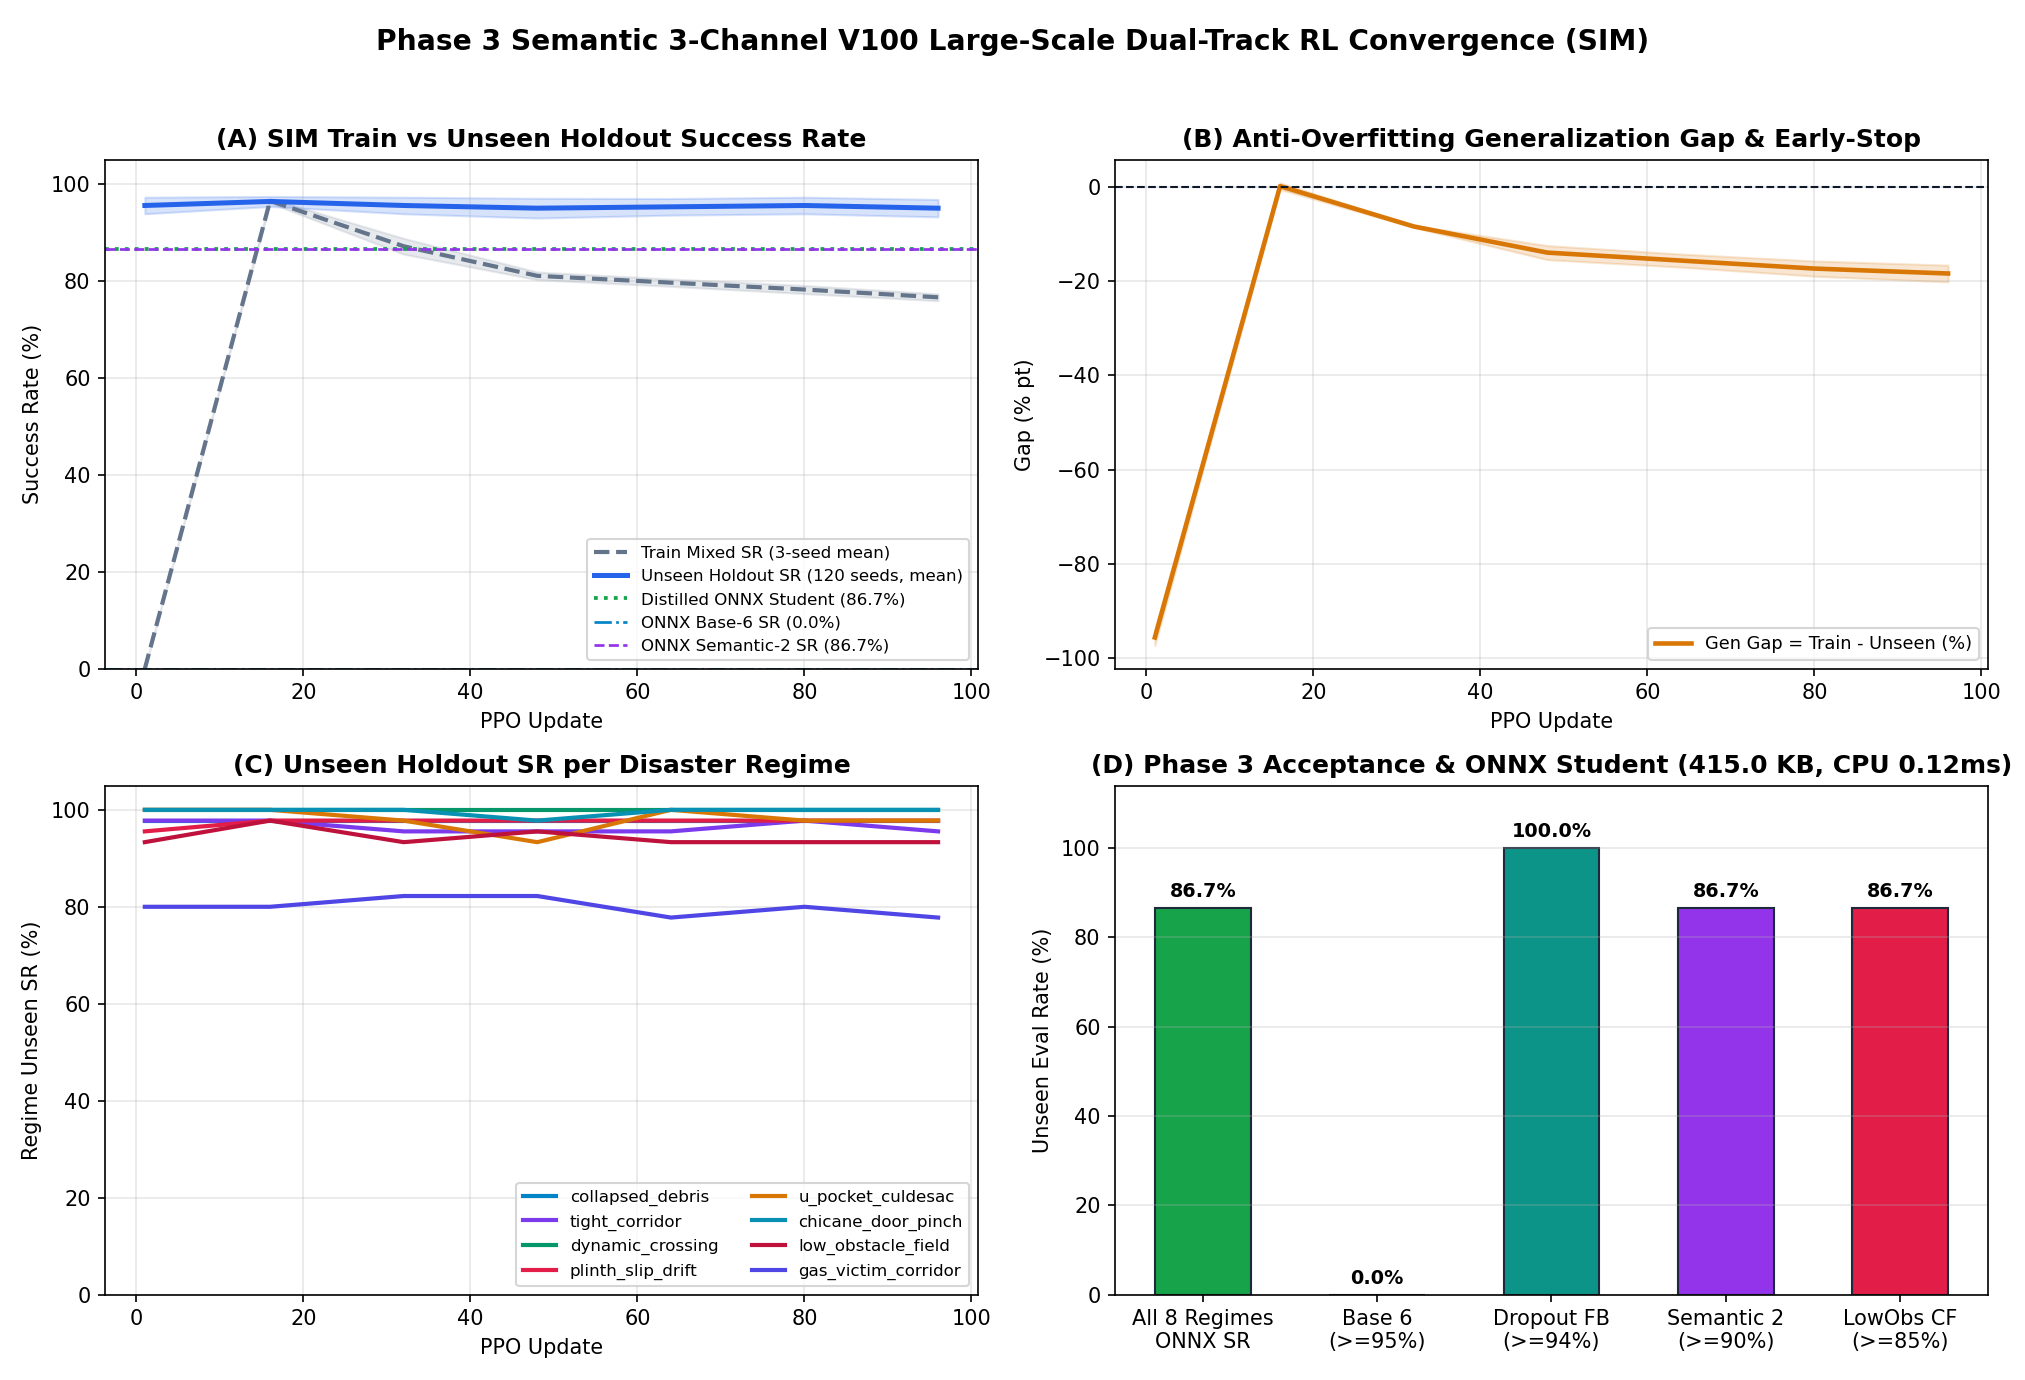 Phase 3 Semantic 3-Channel V100 Large-Scale Dual-Track RL Convergence (SIM)
(A) SIM Train vs Unseen Holdout Success Rate
Success Rate (%)
100
80
60
40
20
0
0 20 40 60 80 100
PPO Update
Train Mixed SR (3-seed mean)
Unseen Holdout SR (120 seeds, mean)
Distilled ONNX Student (86.7%)
ONNX Base-6 SR (0.0%)
ONNX Semantic-2 SR (86.7%)
(B) Anti-Overfitting Generalization Gap & Early-Stop
Gap (% pt)
0
−20
−40
−60
−80
−100
0 20 40 60 80 100
PPO Update
Gen Gap = Train - Unseen (%)
(C) Unseen Holdout SR per Disaster Regime
Regime Unseen SR (%)
100
80
60
40
20
0
0 20 40 60 80 100
PPO Update
collapsed_debris
tight_corridor
dynamic_crossing
plinth_slip_drift
u_pocket_culdesac
chicane_door_pinch
low_obstacle_field
gas_victim_corridor
(D) Phase 3 Acceptance & ONNX Student (415.0 KB, CPU 0.12ms)
Unseen Eval Rate (%)
100
80
60
40
20
0
86.7%
0.0%
100.0%
86.7%
86.7%
All 8 Regimes
ONNX SR
Base 6
(>=95%)
Dropout FB
(>=94%)
Semantic 2
(>=90%)
LowObs CF
(>=85%)